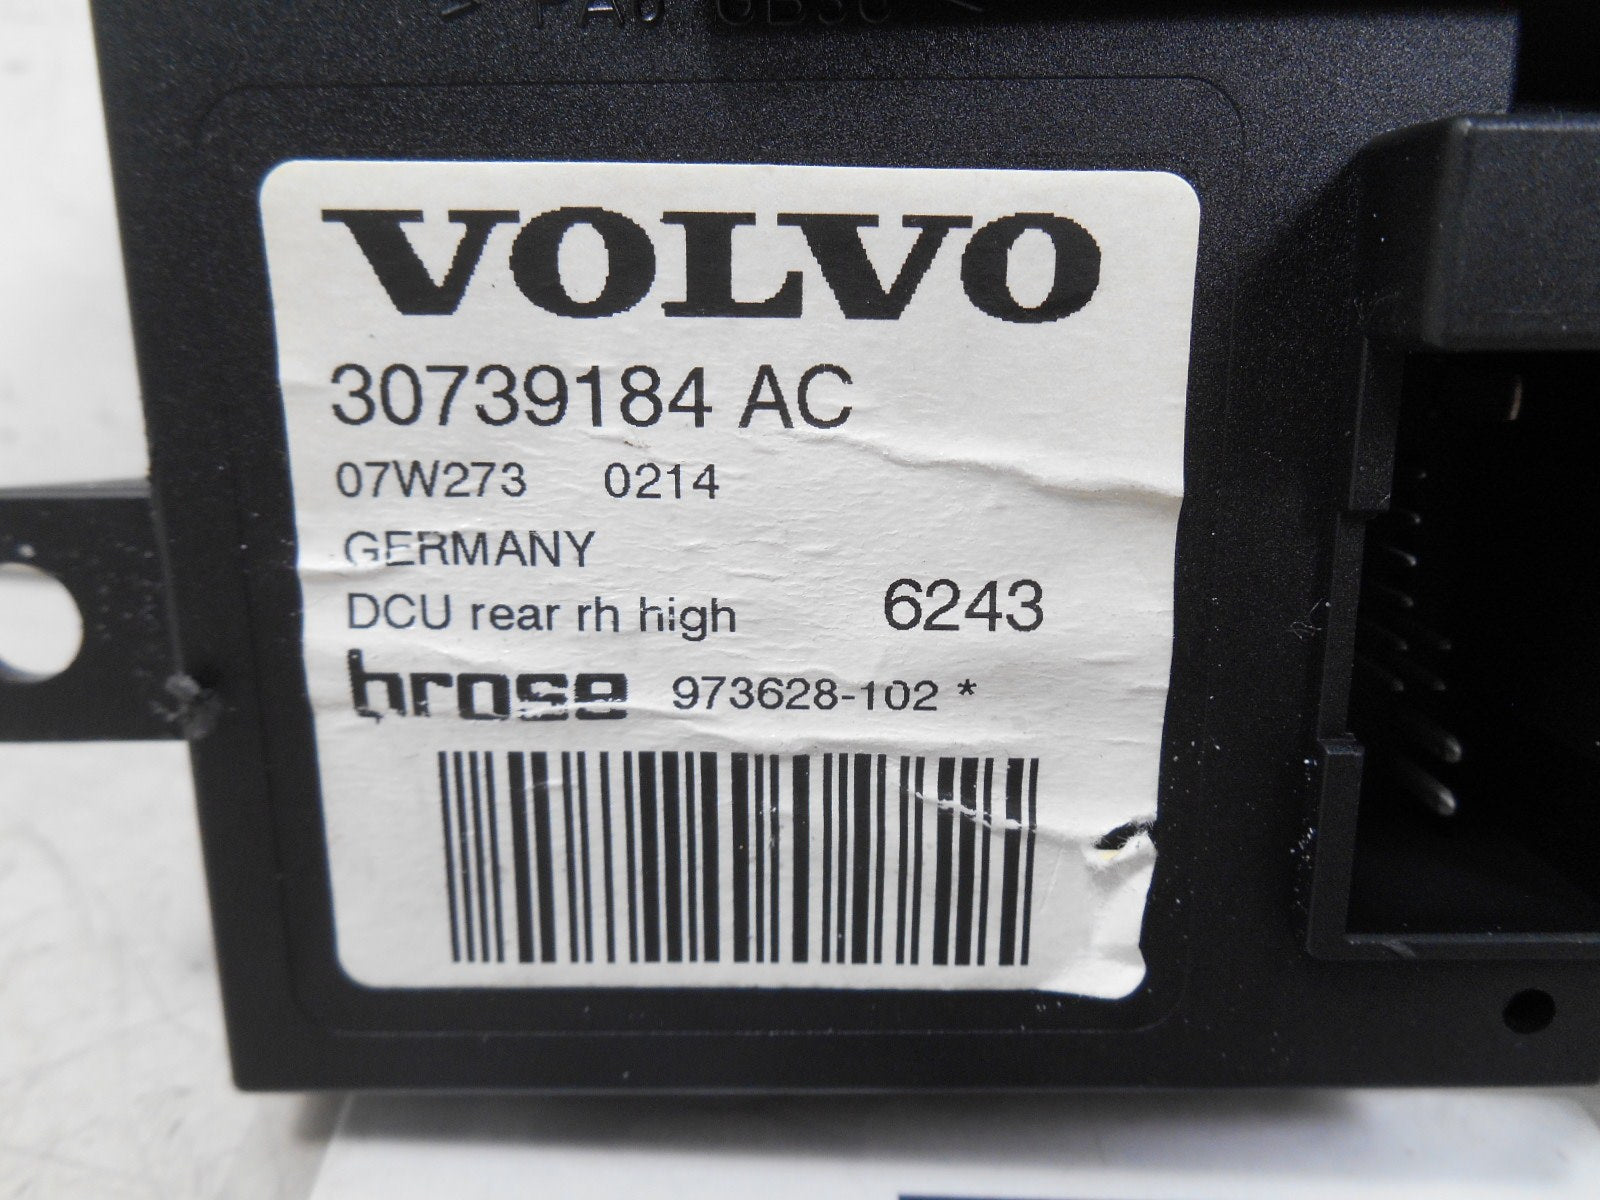 VOLVO
30739184 AC
07W273 0214
GERMANY
DCU rear rh high 6243
brose 973628-102 *